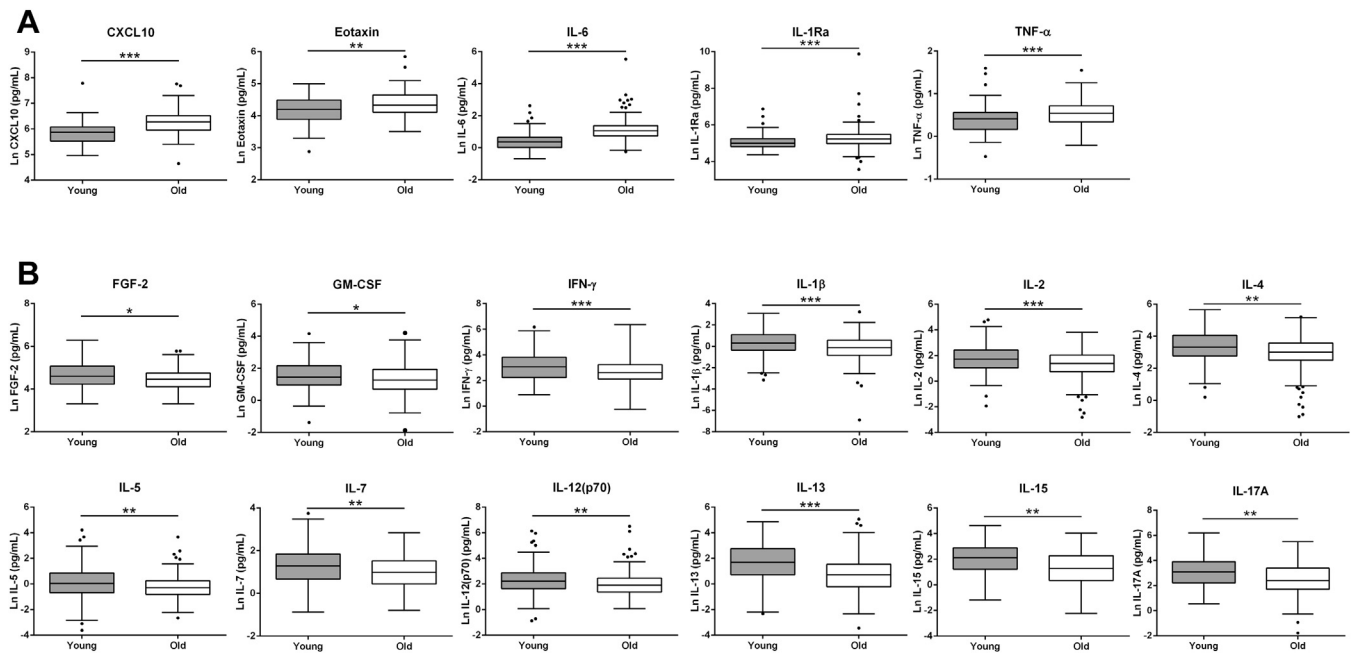 A
CXCL10
***
Ln CXCL10 (pg/mL)
9
8
7
6
5
4
Young Old
Eotaxin
**
Ln Eotaxin (pg/mL)
6
4
2
Young Old
IL-6
***
Ln IL-6 (pg/mL)
6
4
2
0
-2
Young Old
IL-1Ra
***
Ln IL-1Ra (pg/mL)
10
5
Young Old
TNF-α
***
Ln TNF-α (pg/mL)
2
1
0
-1
Young Old
B
FGF-2
*
Ln FGF-2 (pg/mL)
8
6
4
2
Young Old
GM-CSF
*
Ln GM-CSF (pg/mL)
6
4
2
0
-2
Young Old
IFN-γ
***
Ln IFN-γ (pg/mL)
8
6
4
2
0
-2
Young Old
IL-1β
***
Ln IL-1β (pg/mL)
4
2
0
-2
-4
-6
-8
Young Old
IL-2
***
Ln IL-2 (pg/mL)
6
4
2
0
-2
-4
Young Old
IL-4
**
Ln IL-4 (pg/mL)
6
4
2
0
-2
Young Old
IL-5
**
Ln IL-5 (pg/mL)
6
4
2
0
-2
-4
Young Old
IL-7
**
Ln IL-7 (pg/mL)
4
2
0
-2
Young Old
IL-12(p70)
**
Ln IL-12(p70) (pg/mL)
8
6
4
2
0
-2
Young Old
IL-13
***
Ln IL-13 (pg/mL)
6
4
2
0
-2
-4
Young Old
IL-15
**
Ln IL-15 (pg/mL)
6
4
2
0
-2
-4
Young Old
IL-17A
**
Ln IL-17A (pg/mL)
8
6
4
2
0
-2
Young Old